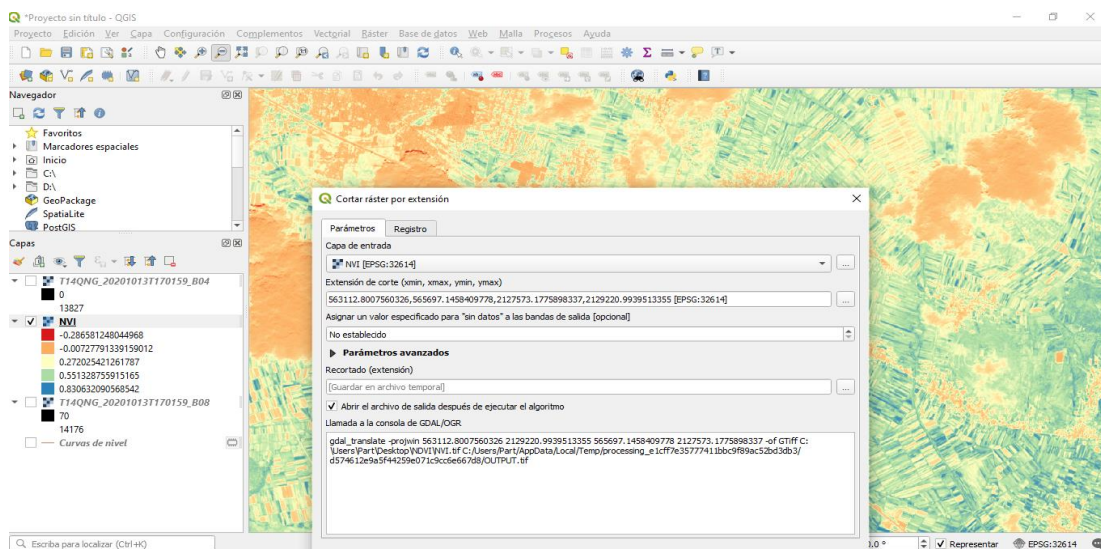 *Proyecto sin título - QGIS
Proyecto Edición Ver Capa Configuración Complementos Vectorial Ráster Base de datos Web Malla Procesos Ayuda
Navegador
Favoritos
Marcadores espaciales
Inicio
C:\
D:\
GeoPackage
SpatiaLite
PostGIS
Capas
T14QNG_20201013T170159_B04
0
13827
NVI
-0.286581248044968
-0.00727791339159012
0.272025421261787
0.551328755915165
0.830632090568542
T14QNG_20201013T170159_B08
70
14176
Curvas de nivel
Cortar ráster por extensión
Parámetros Registro
Capa de entrada
NVI [EPSG:32614]
Extensión de corte (xmin, xmax, ymin, ymax)
563112.8007560326,565697.1458409778,2127573.1775898337,2129220.9939513355 [EPSG:32614]
Asignar un valor especificado para "sin datos" a las bandas de salida [opcional]
No establecido
Parámetros avanzados
Recortado (extensión)
[Guardar en archivo temporal]
Abrir el archivo de salida después de ejecutar el algoritmo
Llamada a la consola de GDAL/OGR
gdal_translate -projwin 563112.8007560326 2129220.9939513355 565697.1458409778 2127573.1775898337 -of GTiff C:
\Users\Part\Desktop\NDVI\NVI.tif C:/Users/Part/AppData/Local/Temp/processing_e1cff7e35777411bbc9f89ac52bd3db3/
d574612e9a5f44259e071c9cc6e667d8/OUTPUT.tif
Escriba para localizar (Ctrl+K)
0.0 ° Representar EPSG:32614